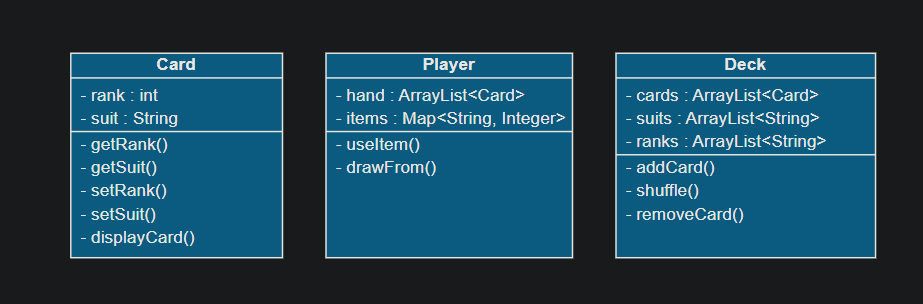 Card
- rank : int
- suit : String
- getRank()
- getSuit()
- setRank()
- setSuit()
- displayCard()
Player
- hand : ArrayList<Card>
- items : Map<String, Integer>
- useItem()
- drawFrom()
Deck
- cards : ArrayList<Card>
- suits : ArrayList<String>
- ranks : ArrayList<String>
- addCard()
- shuffle()
- removeCard()